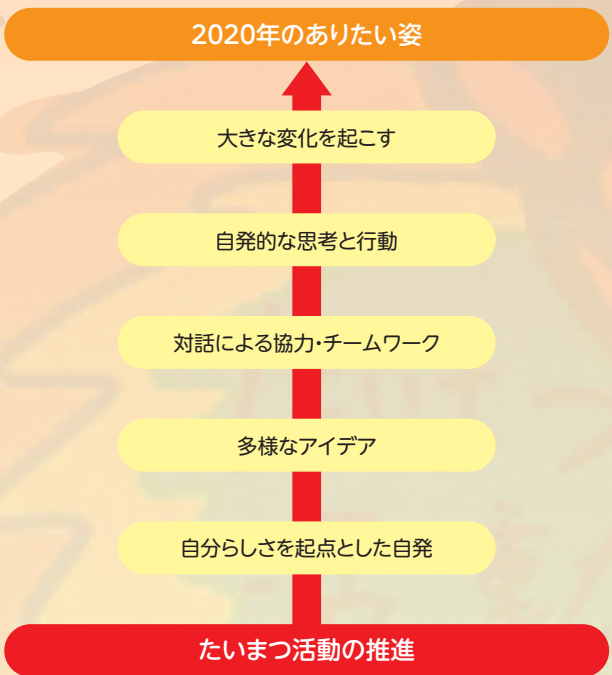 2020年のありたい姿
大きな変化を起こす
自発的な思考と行動
対話による協力・チームワーク
多様なアイデア
自分らしさを起点とした自発
たいまつ活動の推進